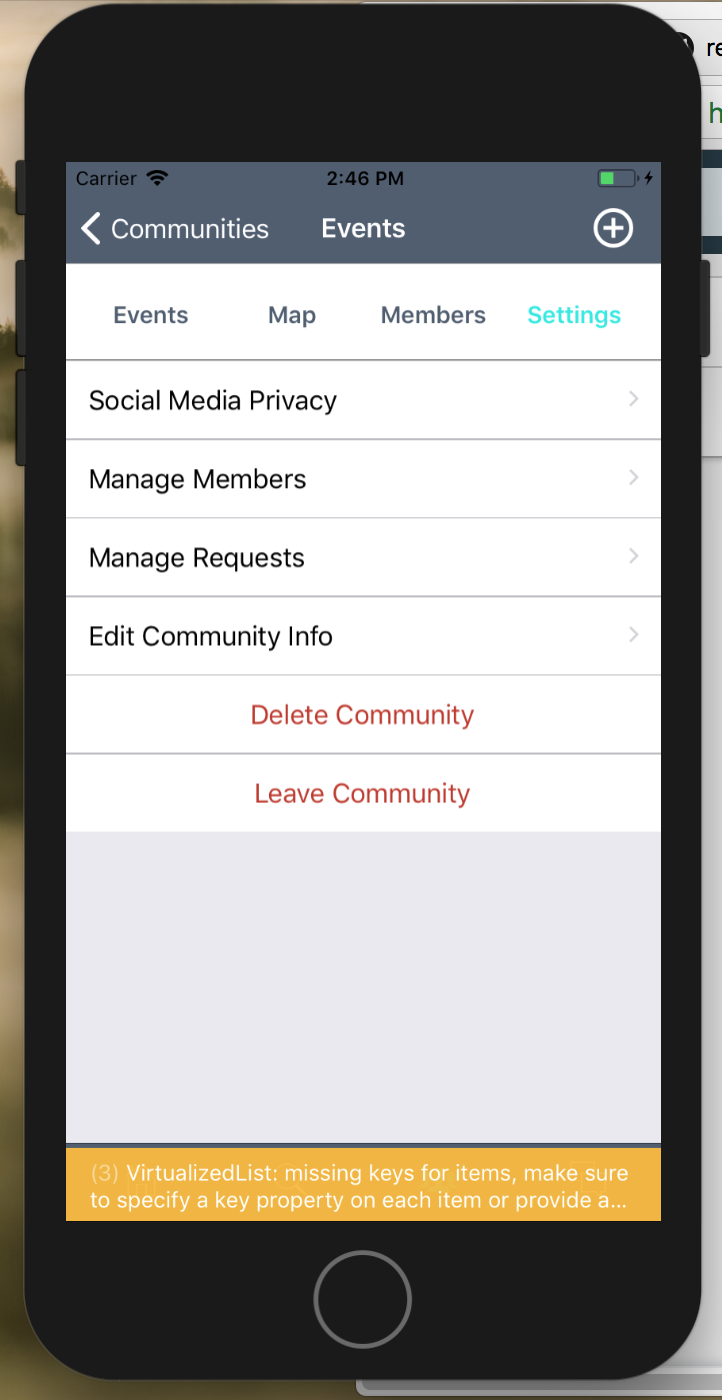 re
h
Carrier 2:46 PM
Communities Events
Events Map Members Settings
Social Media Privacy
Manage Members
Manage Requests
Edit Community Info
Delete Community
Leave Community
(3) VirtualizedList: missing keys for items, make sure
to specify a key property on each item or provide a...